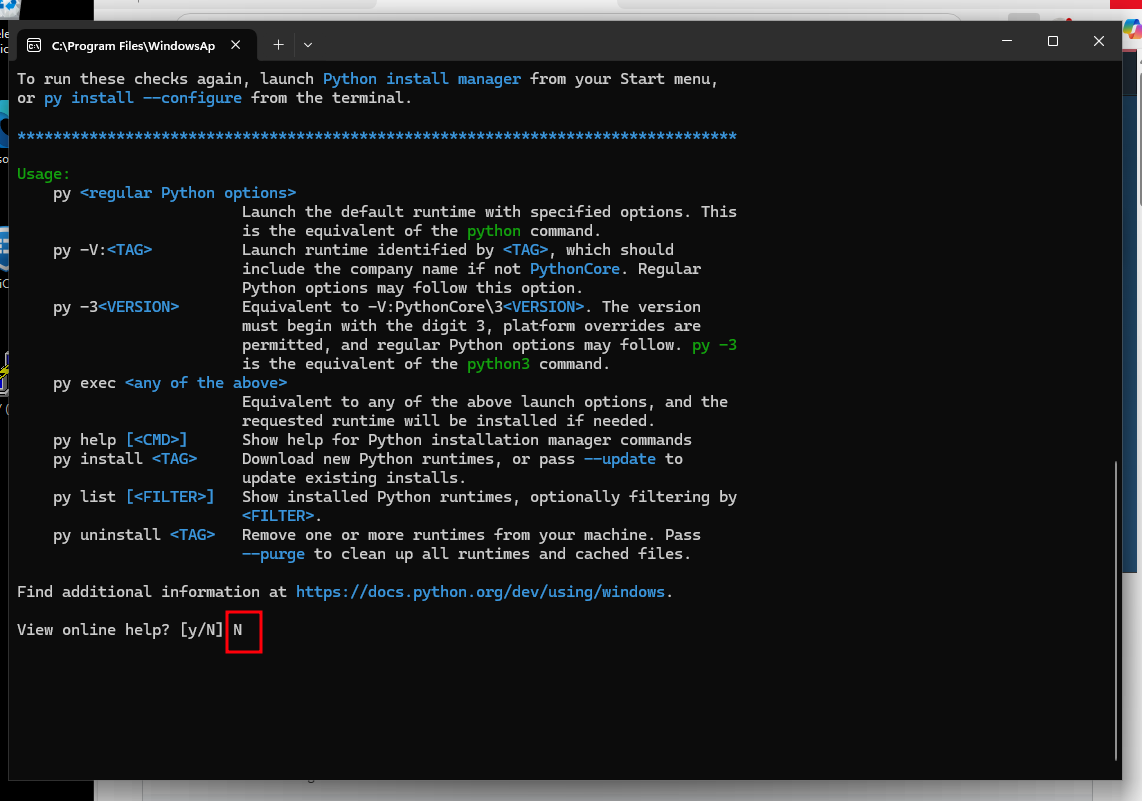 C:\Program Files\WindowsAp
To run these checks again, launch Python install manager from your Start menu,
or py install --configure from the terminal.
********************************************************************************
Usage:
py <regular Python options>
Launch the default runtime with specified options. This
is the equivalent of the python command.
py -V:<TAG> Launch runtime identified by <TAG>, which should
include the company name if not PythonCore. Regular
Python options may follow this option.
py -3<VERSION> Equivalent to -V:PythonCore\3<VERSION>. The version
must begin with the digit 3, platform overrides are
permitted, and regular Python options may follow. py -3
is the equivalent of the python3 command.
py exec <any of the above>
Equivalent to any of the above launch options, and the
requested runtime will be installed if needed.
py help [<CMD>] Show help for Python installation manager commands
py install <TAG> Download new Python runtimes, or pass --update to
update existing installs.
py list [<FILTER>] Show installed Python runtimes, optionally filtering by
<FILTER>.
py uninstall <TAG> Remove one or more runtimes from your machine. Pass
--purge to clean up all runtimes and cached files.
Find additional information at https://docs.python.org/dev/using/windows.
View online help? [y/N] N